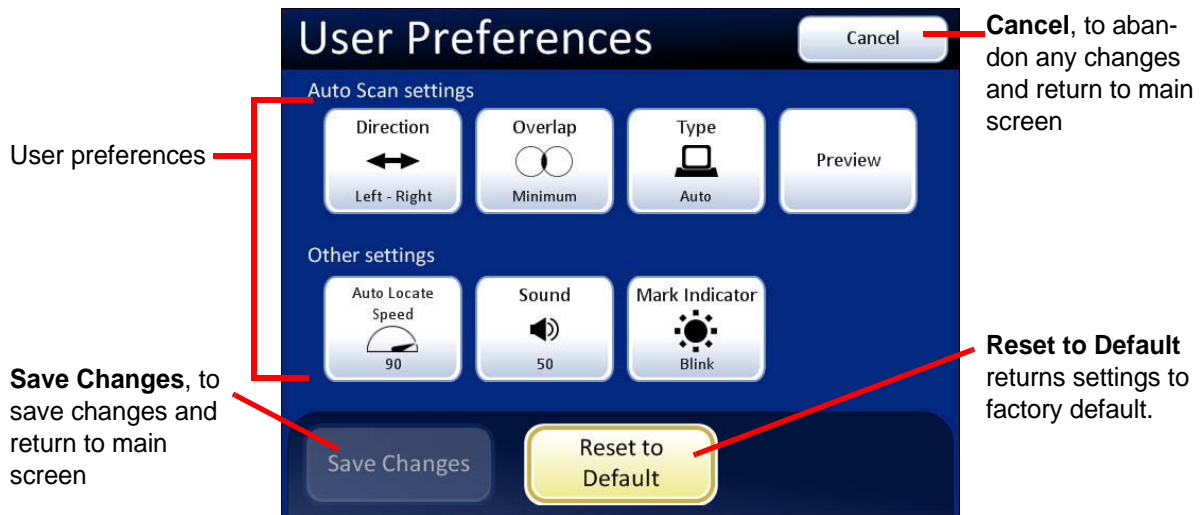 User Preferences
Cancel
Cancel, to aban-
don any changes
and return to main
screen
Auto Scan settings
User preferences
Direction
Left - Right
Overlap
Minimum
Type
Auto
Preview
Other settings
Auto Locate
Speed
90
Sound
50
Mark Indicator
Blink
Save Changes, to
save changes and
return to main
screen
Reset to Default
returns settings to
factory default.
Save Changes
Reset to
Default